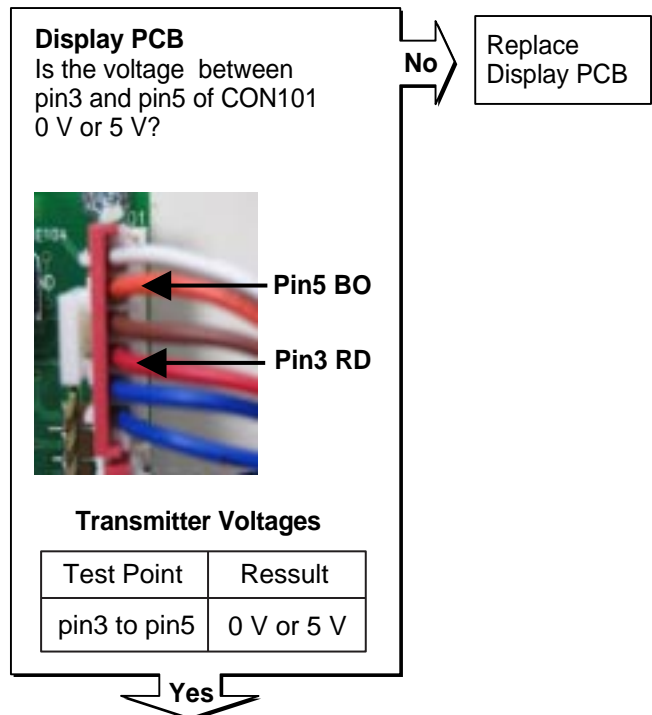 Display PCB
Is the voltage between
pin3 and pin5 of CON101
0 V or 5 V?
No
Replace
Display PCB
Pin5 BO
Pin3 RD
Transmitter Voltages
Test Point Ressult
pin3 to pin5 0 V or 5 V
Yes